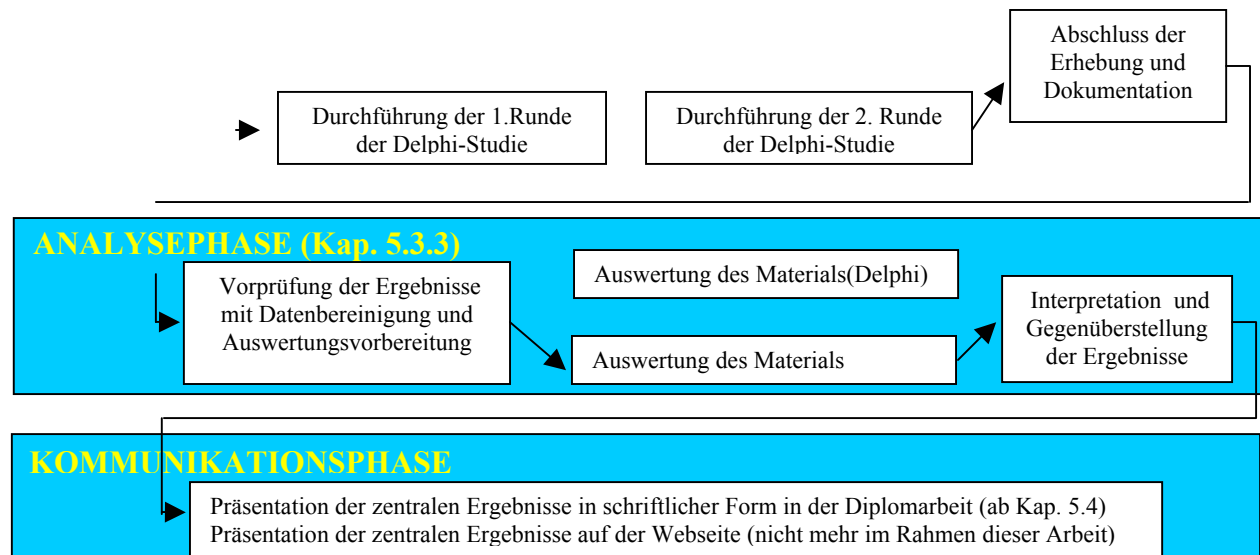 Abschluss der
Erhebung und
Dokumentation
Durchführung der 1.Runde
der Delphi-Studie
Durchführung der 2. Runde
der Delphi-Studie
ANALYSEPHASE (Kap. 5.3.3)
Vorprüfung der Ergebnisse
mit Datenbereinigung und
Auswertungsvorbereitung
Auswertung des Materials(Delphi)
Auswertung des Materials
Interpretation und
Gegenüberstellung
der Ergebnisse
KOMMUNIKATIONSPHASE
Präsentation der zentralen Ergebnisse in schriftlicher Form in der Diplomarbeit (ab Kap. 5.4)
Präsentation der zentralen Ergebnisse auf der Webseite (nicht mehr im Rahmen dieser Arbeit)